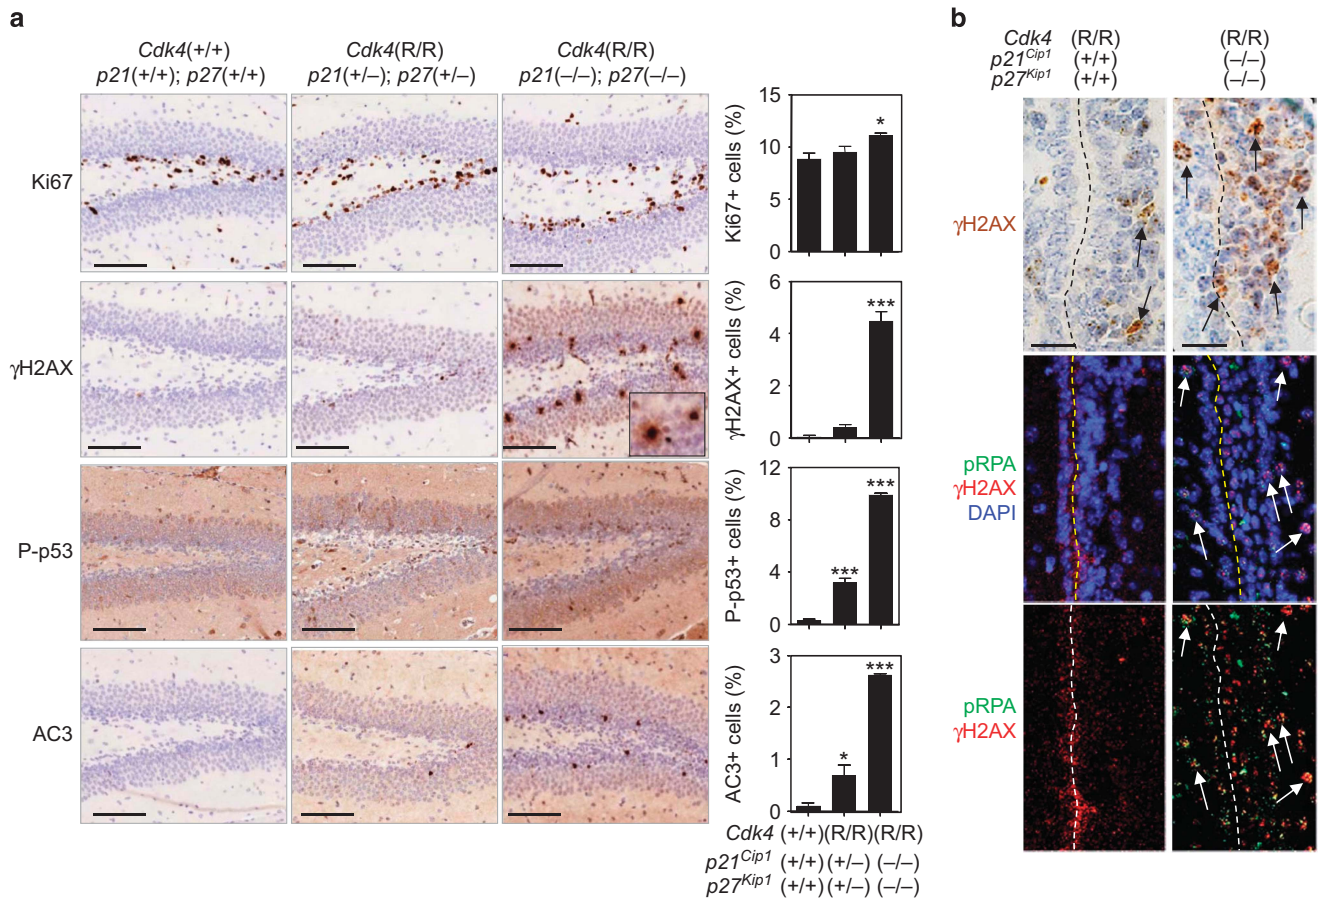 a
Cdk4(+/+)
p21(+/+); p27(+/+)
Cdk4(R/R)
p21(+/–); p27(+/–)
Cdk4(R/R)
p21(–/–); p27(–/–)
Ki67
γH2AX
P-p53
AC3
15
10
5
0
Ki67+ cells (%)
*
6
4
2
0
γH2AX+ cells (%)
***
12
8
4
0
P-p53+ cells (%)
***
***
3
2
1
0
AC3+ cells (%)
*
***
Cdk4 (+/+)(R/R)(R/R)
p21Cip1 (+/+)(+/–)(–/–)
p27Kip1 (+/+)(+/–)(–/–)
b
Cdk4 (R/R) (R/R)
p21Cip1 (+/+) (–/–)
p27Kip1 (+/+) (–/–)
γH2AX
pRPA
γH2AX
DAPI
pRPA
γH2AX